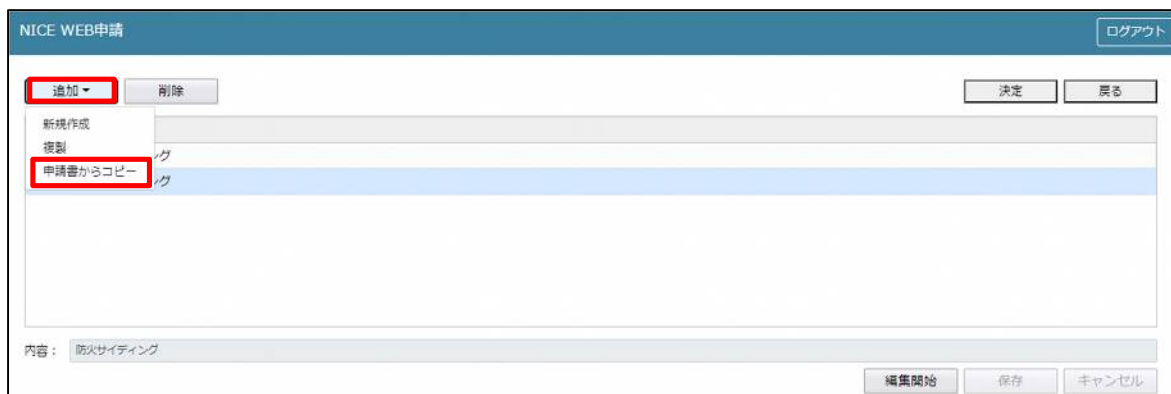 NICE WEB申請
ログアウト
追加▼ 削除 決定 戻る
新規作成
複製
ング
申請書からコピー
ング
内容： 防火サイディング
編集開始 保存 キャンセル